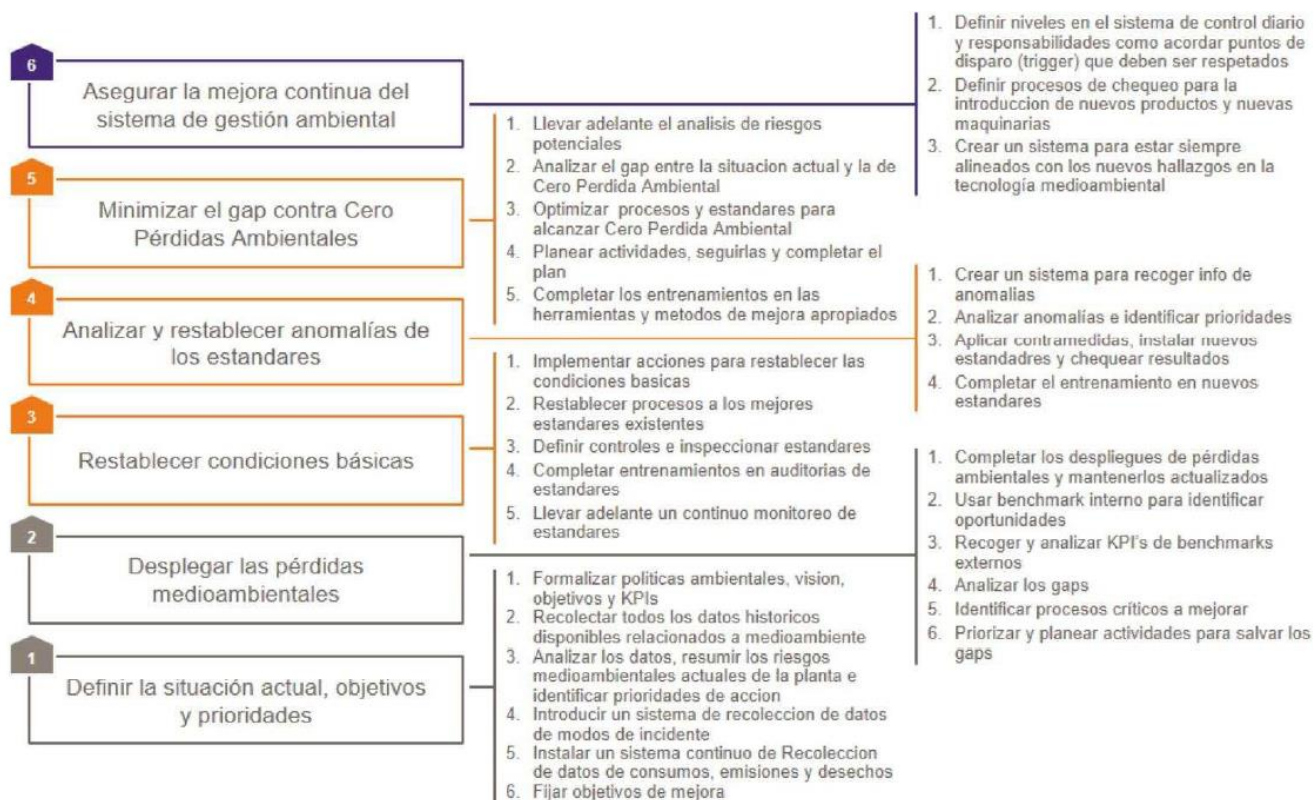 6
Asegurar la mejora continua del
sistema de gestión ambiental
1. Definir niveles en el sistema de control diario
y responsabilidades como acordar puntos de
disparo (trigger) que deben ser respetados
2. Definir procesos de chequeo para la
introduccion de nuevos productos y nuevas
maquinarias
3. Crear un sistema para estar siempre
alineados con los nuevos hallazgos en la
tecnología medioambiental
5
Minimizar el gap contra Cero
Pérdidas Ambientales
1. Llevar adelante el analisis de riesgos
potenciales
2. Analizar el gap entre la situacion actual y la de
Cero Perdida Ambiental
3. Optimizar procesos y estandares para
alcanzar Cero Perdida Ambiental
4. Planear actividades, seguirlas y completar el
plan
5. Completar los entrenamientos en las
herramientas y metodos de mejora apropiados
4
Analizar y restablecer anomalías de
los estandares
1. Crear un sistema para recoger info de
anomalias
2. Analizar anomalías e identificar prioridades
3. Aplicar contramedidas, instalar nuevos
estandadres y chequear resultados
4. Completar el entrenamiento en nuevos
estandares
3
Restablecer condiciones básicas
1. Implementar acciones para restablecer las
condiciones basicas
2. Restablecer procesos a los mejores
estandares existentes
3. Definir controles e inspeccionar estandares
4. Completar entrenamientos en auditorias de
estandares
5. Llevar adelante un continuo monitoreo de
estandares
2
Desplegar las pérdidas
medioambientales
1. Completar los despliegues de pérdidas
ambientales y mantenerlos actualizados
2. Usar benchmark interno para identificar
oportunidades
3. Recoger y analizar KPI's de benchmarks
externos
4. Analizar los gaps
5. Identificar procesos críticos a mejorar
6. Priorizar y planear actividades para salvar los
gaps
1
Definir la situación actual, objetivos
y prioridades
1. Formalizar politicas ambientales, vision,
objetivos y KPIs
2. Recolectar todos los datos historicos
disponibles relacionados a medioambiente
3. Analizar los datos, resumir los riesgos
medioambientales actuales de la planta e
identificar prioridades de accion
4. Introducir un sistema de recoleccion de datos
de modos de incidente
5. Instalar un sistema continuo de Recoleccion
de datos de consumos, emisiones y desechos
6. Fijar objetivos de mejora